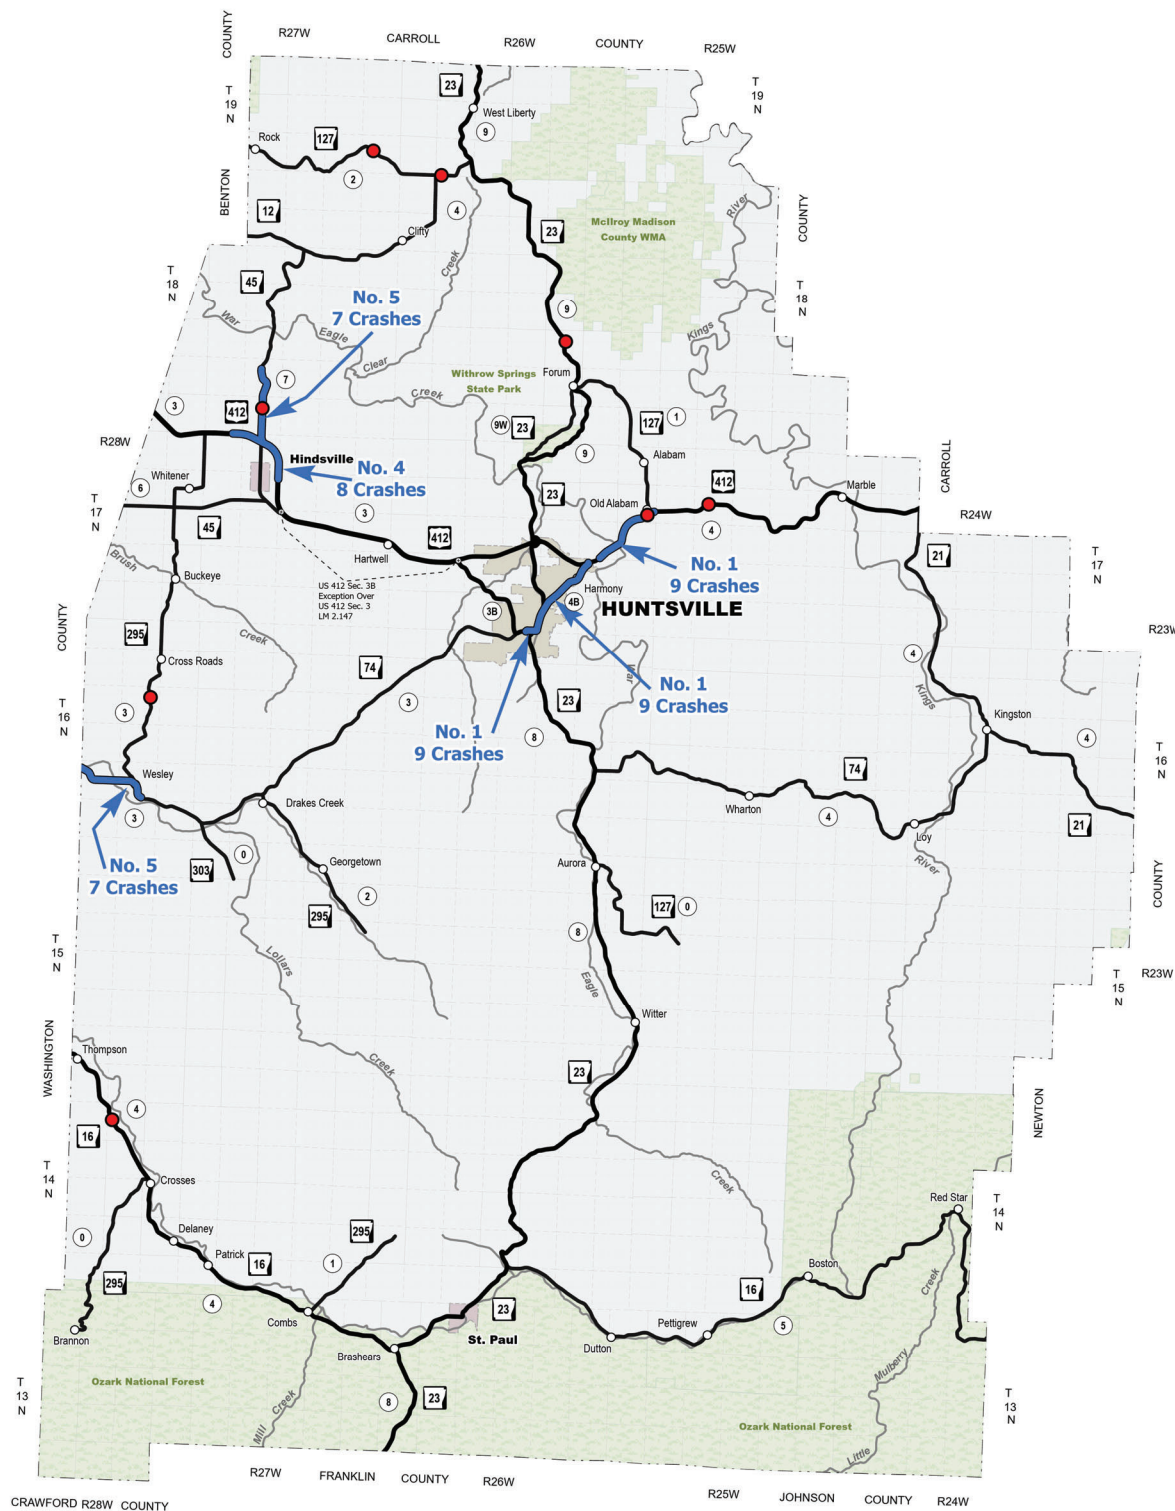 COUNTY
R27W
CARROLL
R26W
COUNTY
R25W
T
19
N
T
19
N
23
West Liberty
9
Rock
127
2
BENTON
12
4
Clifty
Creek
23
McIlroy Madison
County WMA
River
COUNTY
T
18
N
45
No. 5
7 Crashes
War
Eagle
Clear
Creek
9
Kings
T
18
N
Withrow Springs
State Park
Forum
7
3
412
9W
23
127
1
R28W
Hindsville
No. 4
8 Crashes
9
Alabam
Whitener
6
T
17
N
45
3
23
Old Alabam
412
4
Marble
CARROLL
R24W
Hartwell
412
21
T
17
N
Brush
Buckeye
US 412 Sec. 3B
Exception Over
US 412 Sec. 3
LM 2.147
No. 1
9 Crashes
Harmony
4B
3B
HUNTSVILLE
COUNTY
295
Creek
Cross Roads
74
3
War
4
R23W
3
T
16
N
23
No. 1
9 Crashes
Kings
Kingston
No. 1
9 Crashes
8
4
T
16
N
Wesley
74
3
Drakes Creek
Wharton
4
Loy
21
303
0
Georgetown
2
295
Aurora
River
No. 5
7 Crashes
127
0
COUNTY
T
15
N
8
Lollars
Eagle
T
15
N
R23W
Witter
WASHINGTON
Thompson
Creek
23
4
16
NEWTON
T
14
N
Crosses
Creek
Red Star
T
14
N
0
Delaney
295
Patrick
16
1
Boston
295
4
Combs
23
16
Creek
Brannon
St. Paul
Pettigrew
5
Dutton
Brashears
Ozark National Forest
T
13
N
8
23
Mill Creek
Mulberry
Ozark National Forest
T
13
N
Little
R27W
FRANKLIN
COUNTY
R26W
R25W
JOHNSON
COUNTY
R24W
CRAWFORD R28W COUNTY